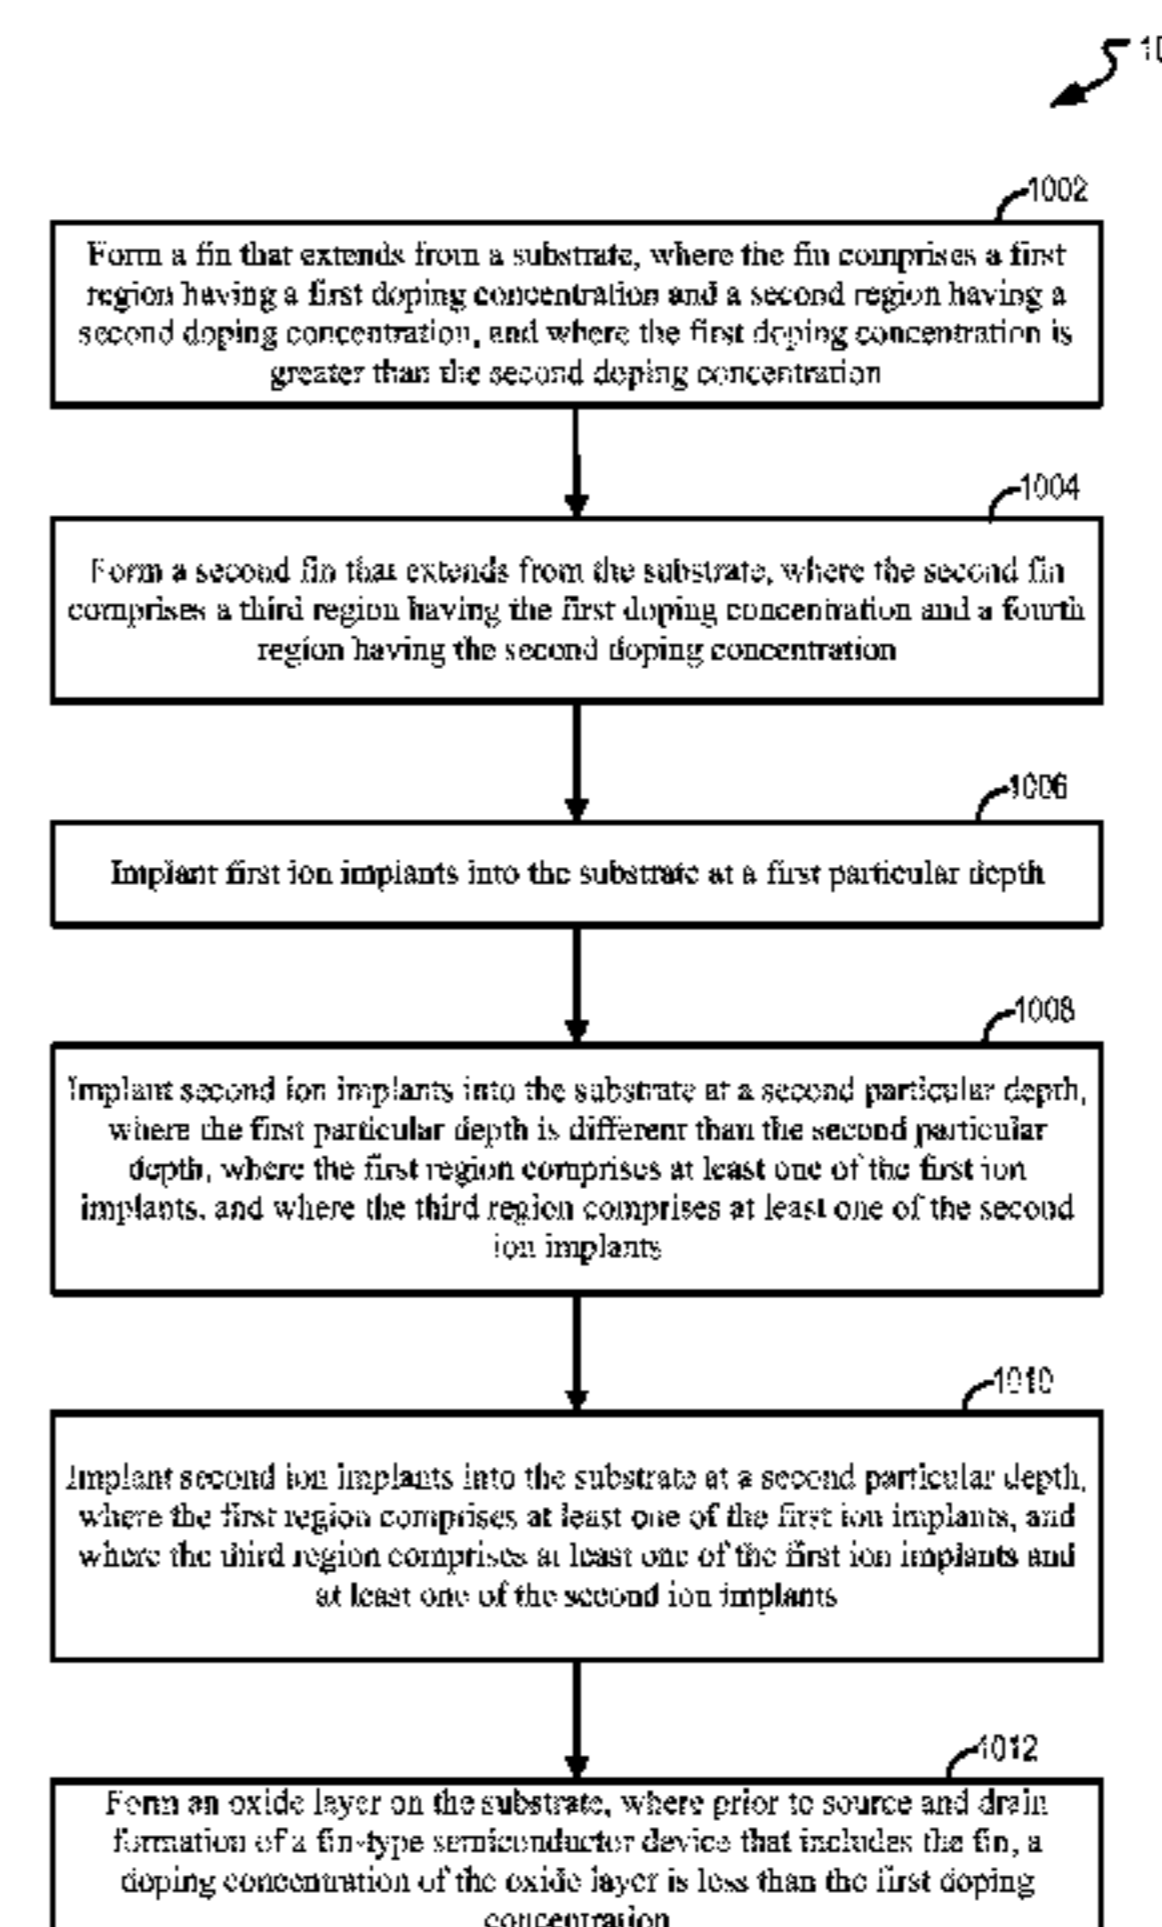 10
1002
Form a fin that extends from a substrate, where the fin comprises a first
region having a first doping concentration and a second region having a
second doping concentration, and where the first doping concentration is
greater than the second doping concentration
1004
Form a second fin that extends from the substrate, where the second fin
comprises a third region having the first doping concentration and a fourth
region having the second doping concentration
1006
Implant first ion implants into the substrate at a first particular depth
1008
Implant second ion implants into the substrate at a second particular depth,
where the first particular depth is different than the second particular
depth, where the first region comprises at least one of the first ion
implants, and where the third region comprises at least one of the second
ion implants
1010
Implant second ion implants into the substrate at a second particular depth,
where the first region comprises at least one of the first ion implants, and
where the third region comprises at least one of the first ion implants and
at least one of the second ion implants
1012
Form an oxide layer on the substrate, where prior to source and drain
formation of a fin-type semiconductor device that includes the fin, a
doping concentration of the oxide layer is less than the first doping
concentration